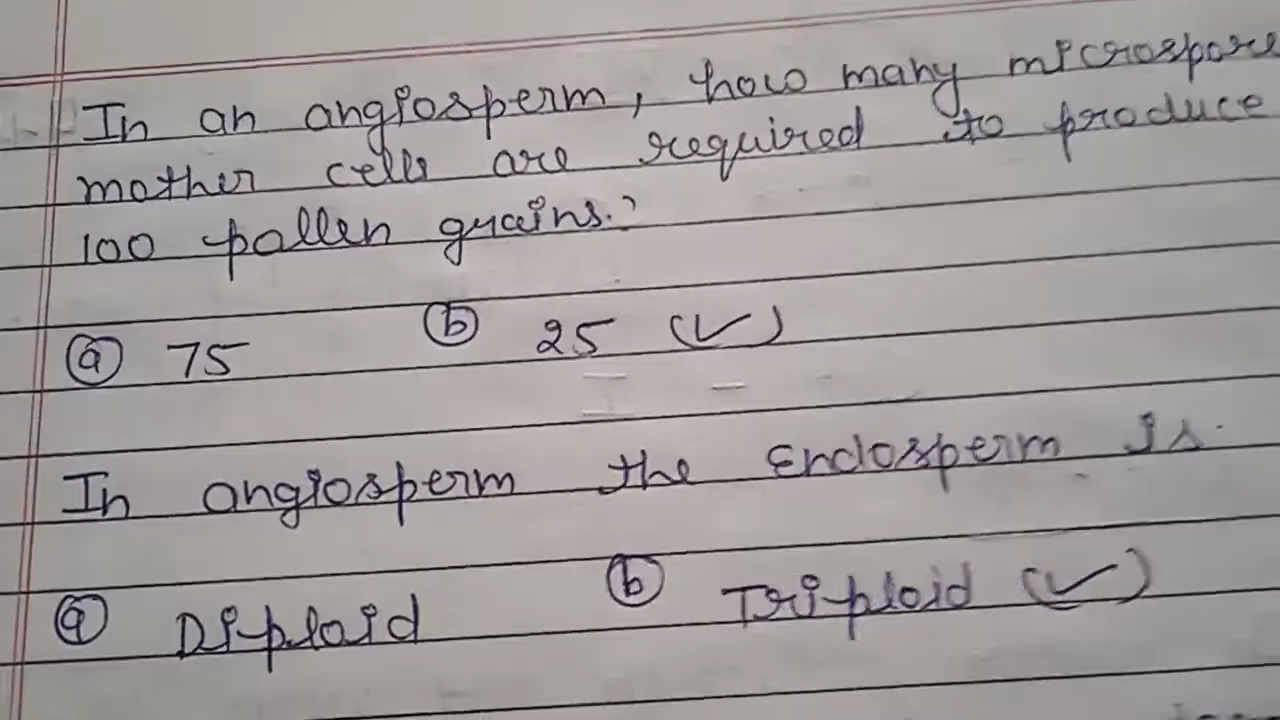 In an angiosperm, how many microspore
mother cells are required to produce
100 pollen grains.?
(a) 75 (b) 25 (✓)
In angiosperm the Endosperm is.
(a) Diploid (b) Triploid (✓)